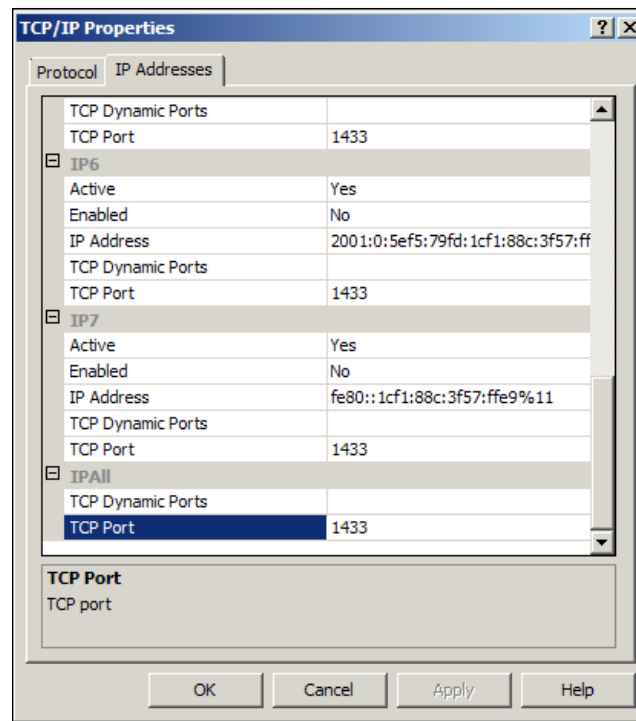 TCP/IP Properties
Protocol IP Addresses
TCP Dynamic Ports
TCP Port 1433
IP6
Active Yes
Enabled No
IP Address 2001:0:5ef5:79fd:1cf1:88c:3f57:ff
TCP Dynamic Ports
TCP Port 1433
IP7
Active Yes
Enabled No
IP Address fe80::1cf1:88c:3f57:ffe9%11
TCP Dynamic Ports
TCP Port 1433
IPAll
TCP Dynamic Ports
TCP Port 1433
TCP Port
TCP port
OK Cancel Apply Help